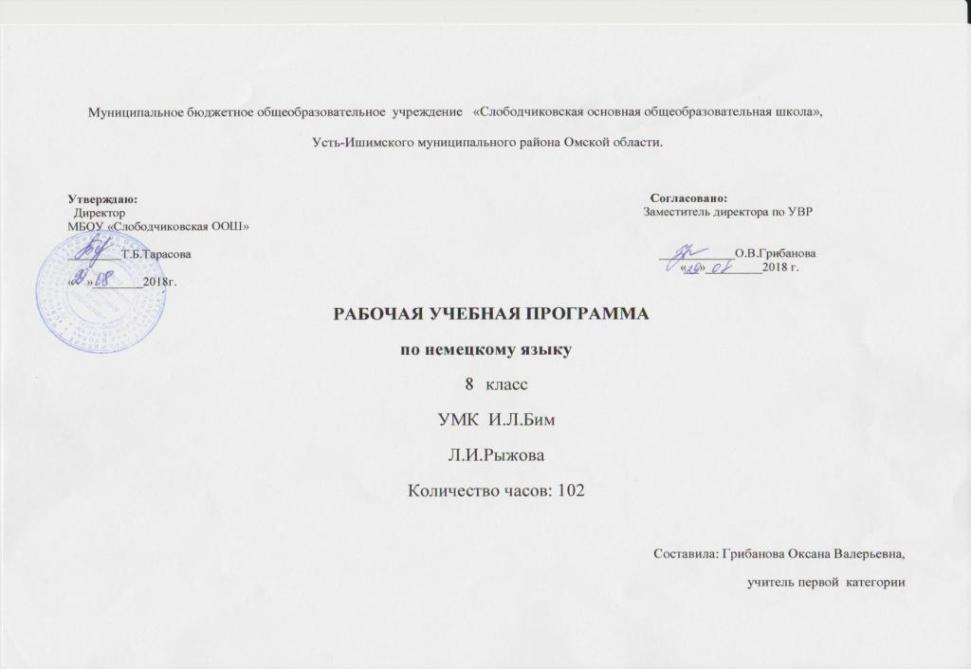 Муниципальное бюджетное общеобразовательное учреждение «Слободчиковская основная общеобразовательная школа»,
Усть-Ишимского муниципального района Омской области.
Утверждаю:
Директор
МБОУ «Слободчиковская ООШ»
Т.Б.Тарасова
« » 08 2018г.
Согласовано:
Заместитель директора по УВР
О.В.Грибанова
« » 2018 г.
РАБОЧАЯ УЧЕБНАЯ ПРОГРАММА
по немецкому языку
8 класс
УМК И.Л.Бим
Л.И.Рыжова
Количество часов: 102
Составила: Грибанова Оксана Валерьевна,
учитель первой категории